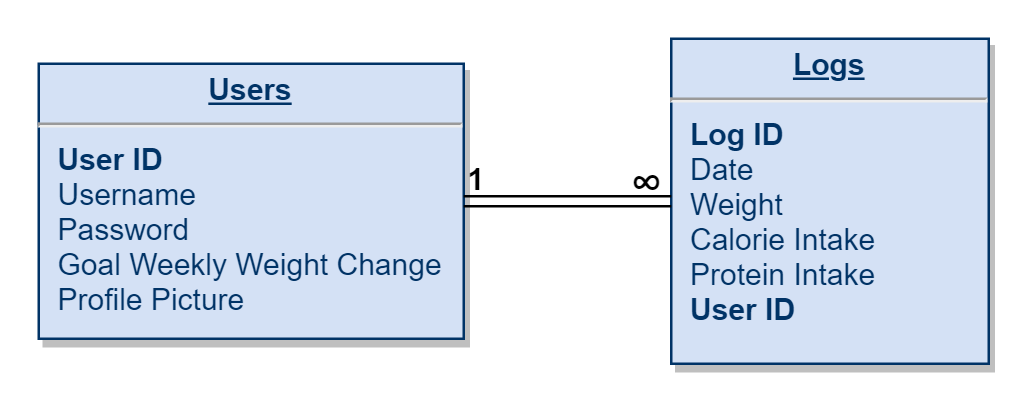 Users
User ID
Username
Password
Goal Weekly Weight Change
Profile Picture
1
∞
Logs
Log ID
Date
Weight
Calorie Intake
Protein Intake
User ID